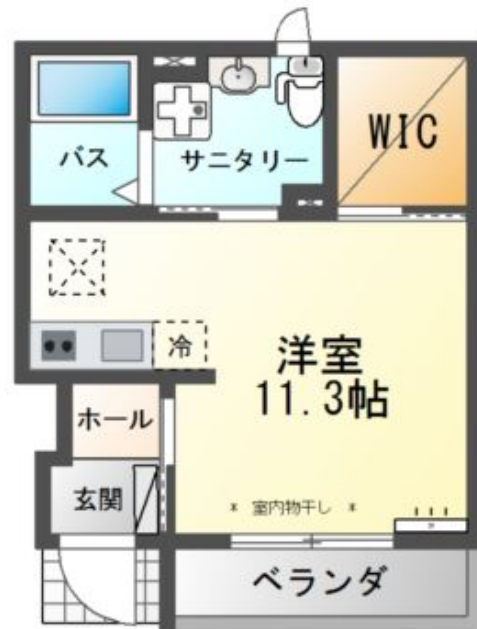 バス
サニタリー
WIC
冷
洋室
11.3帖
ホール
玄関
* 室内物干し *
ベランダ